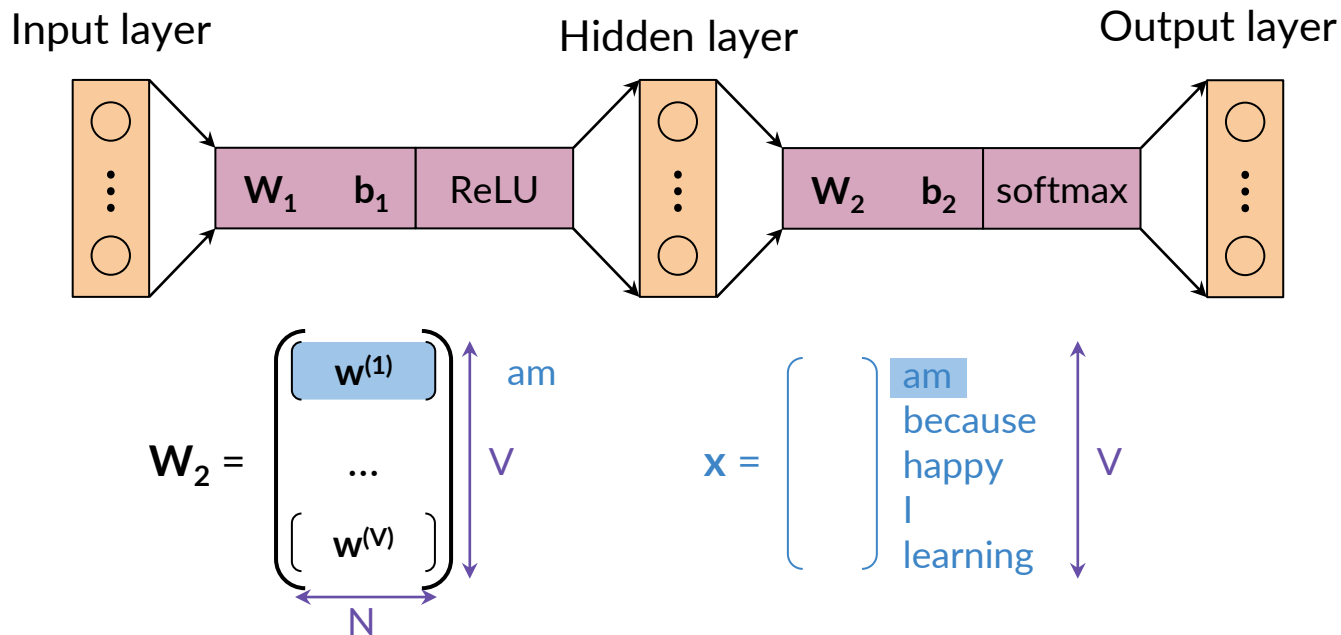 Input layer
Hidden layer
Output layer
W₁ b₁ ReLU
W₂ b₂ softmax
⋮
⋮
⋮
W₂ =
w⁽¹⁾
...
w⁽ⱽ⁾
am
V
N
x =
am
because
happy
I
learning
V